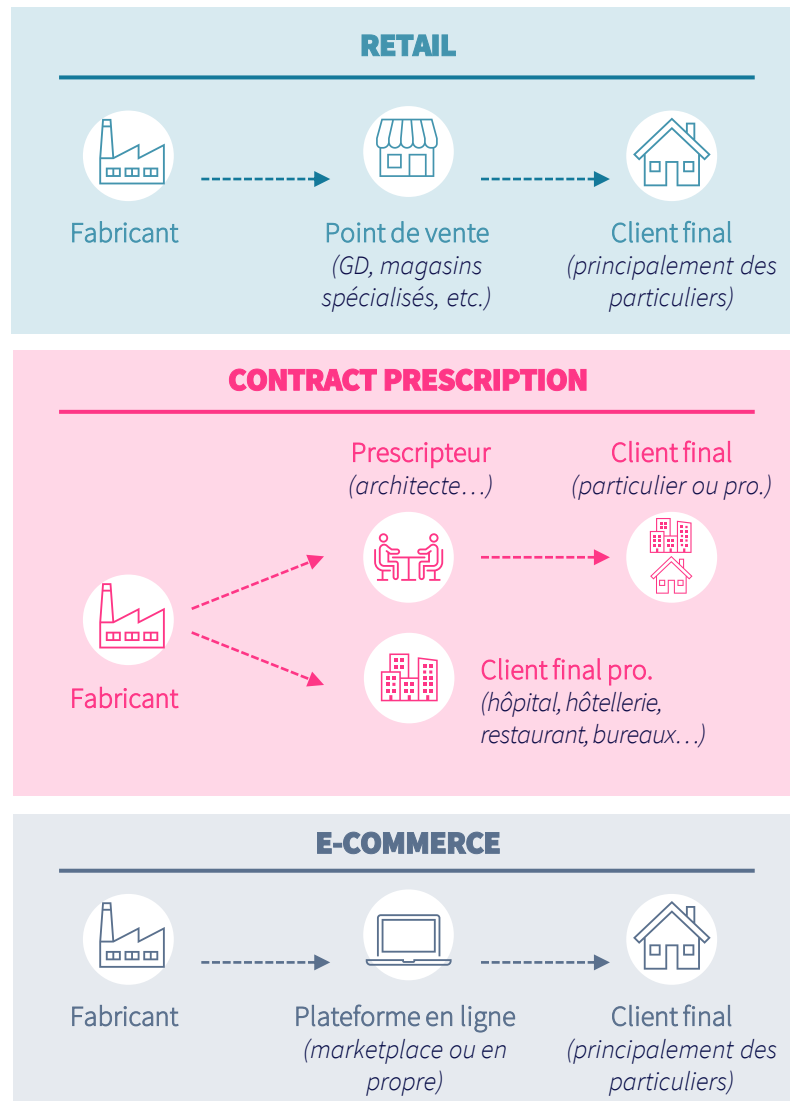 RETAIL
Fabricant
Point de vente
(GD, magasins
spécialisés, etc.)
Client final
(principalement des
particuliers)
CONTRACT PRESCRIPTION
Prescripteur
(architecte…)
Client final
(particulier ou pro.)
Fabricant
Client final pro.
(hôpital, hôtellerie,
restaurant, bureaux…)
E-COMMERCE
Fabricant
Plateforme en ligne
(marketplace ou en
propre)
Client final
(principalement des
particuliers)